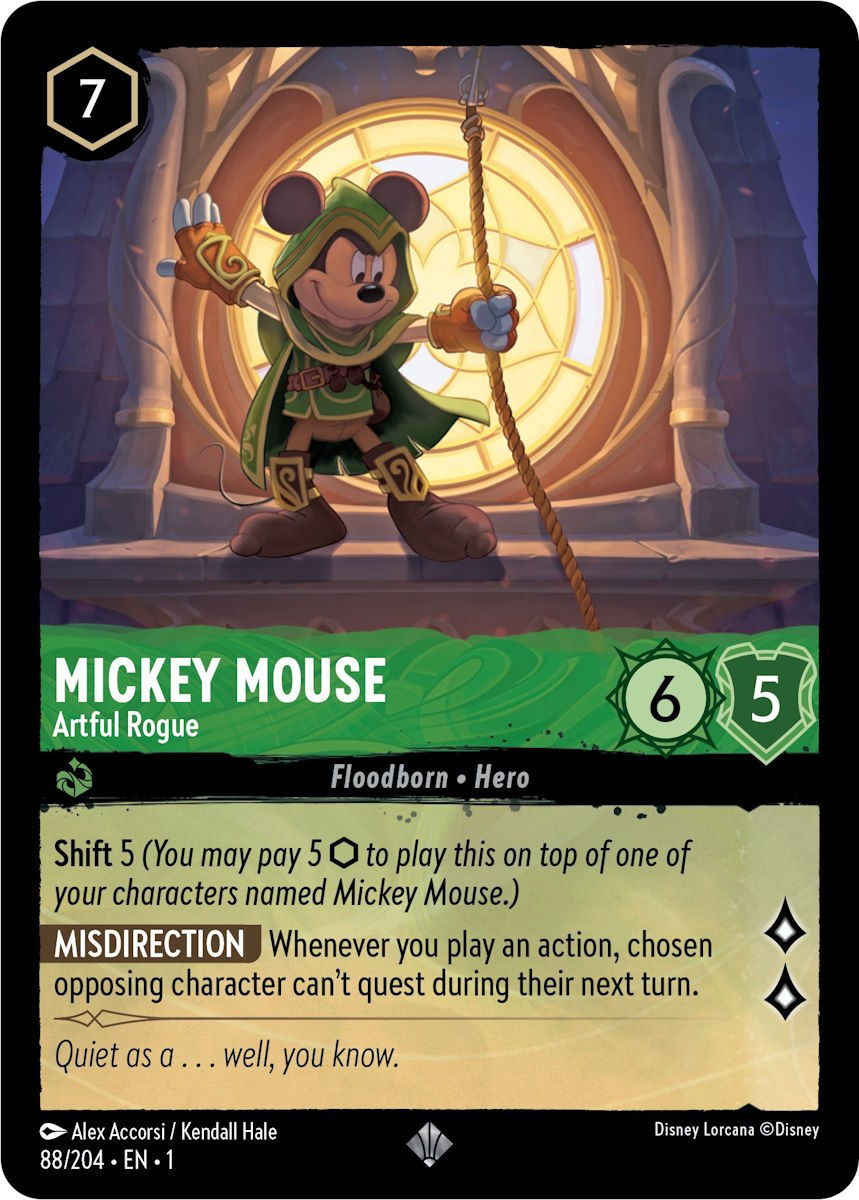 7
MICKEY MOUSE
Artful Rogue
6
5
Floodborn • Hero
Shift 5 (You may pay 5 ⬡ to play this on top of one of
your characters named Mickey Mouse.)
MISDIRECTION Whenever you play an action, chosen
opposing character can't quest during their next turn.
Quiet as a . . . well, you know.
Alex Accorsi / Kendall Hale
Disney Lorcana ©Disney
88/204 • EN • 1